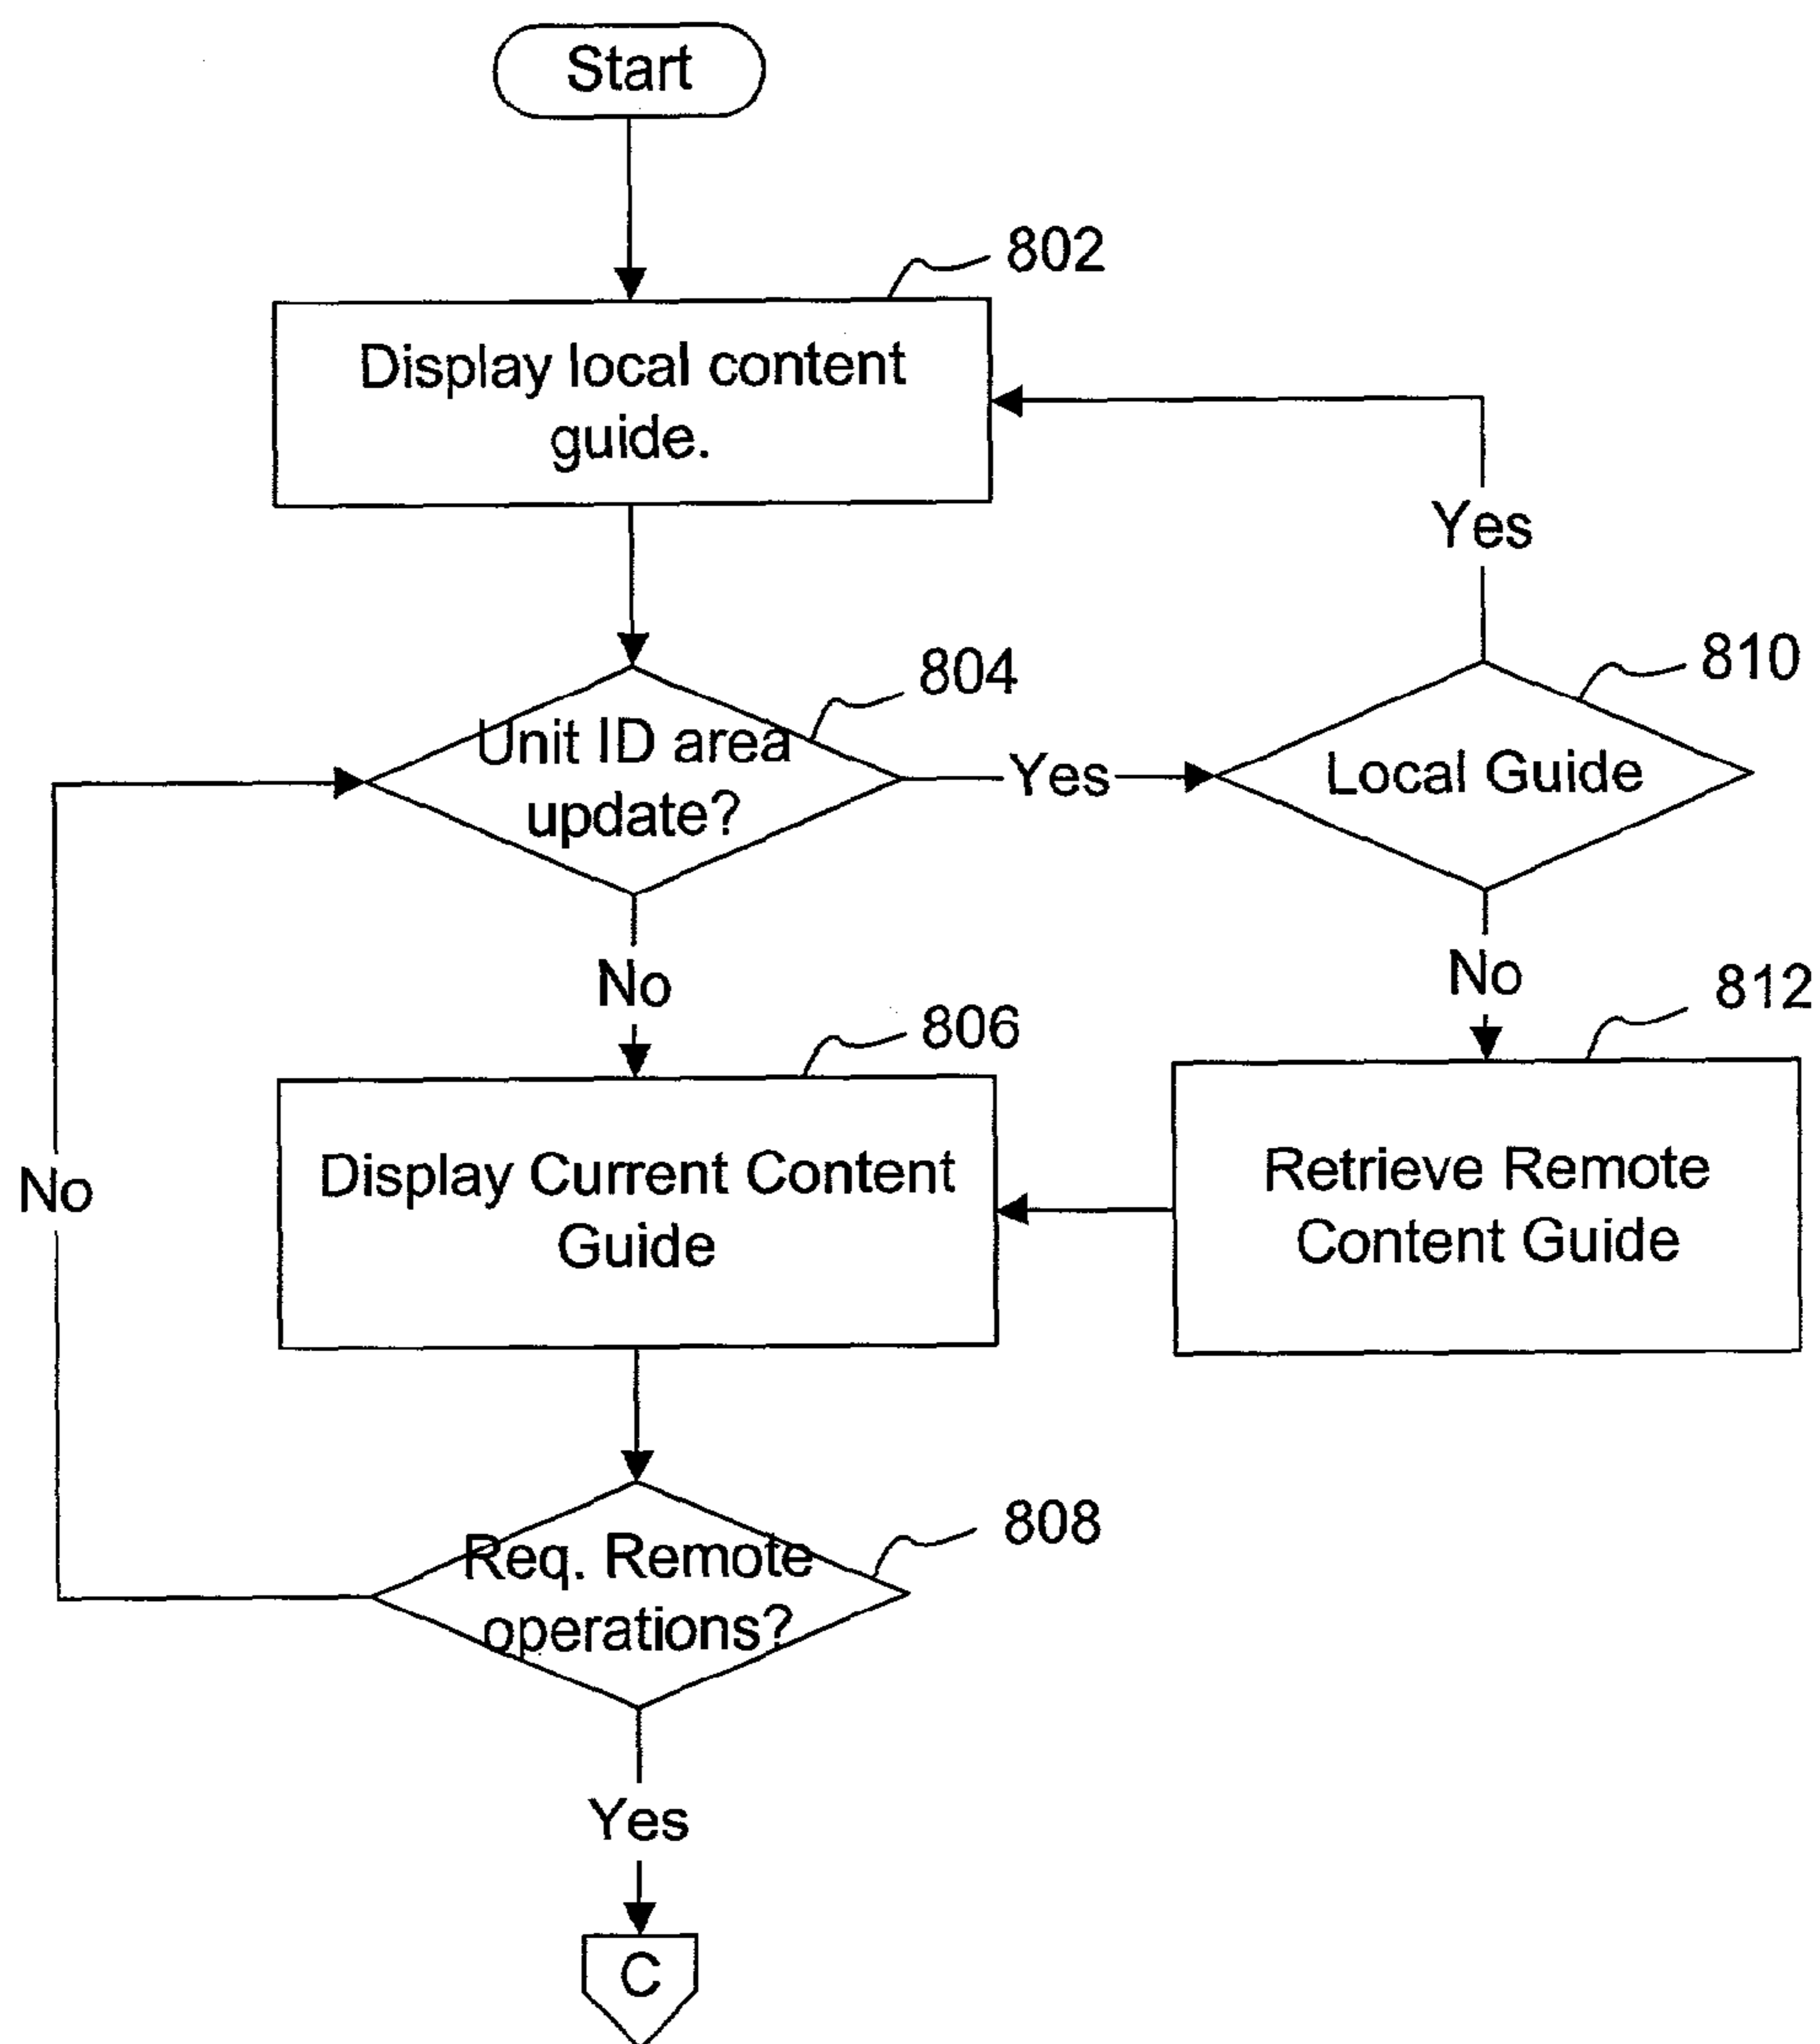 Start
802
Display local content
guide.
Yes
804
810
Unit ID area
update?
Yes
Local Guide
No
No
812
806
Display Current Content
Guide
Retrieve Remote
Content Guide
No
808
Req. Remote
operations?
Yes
C